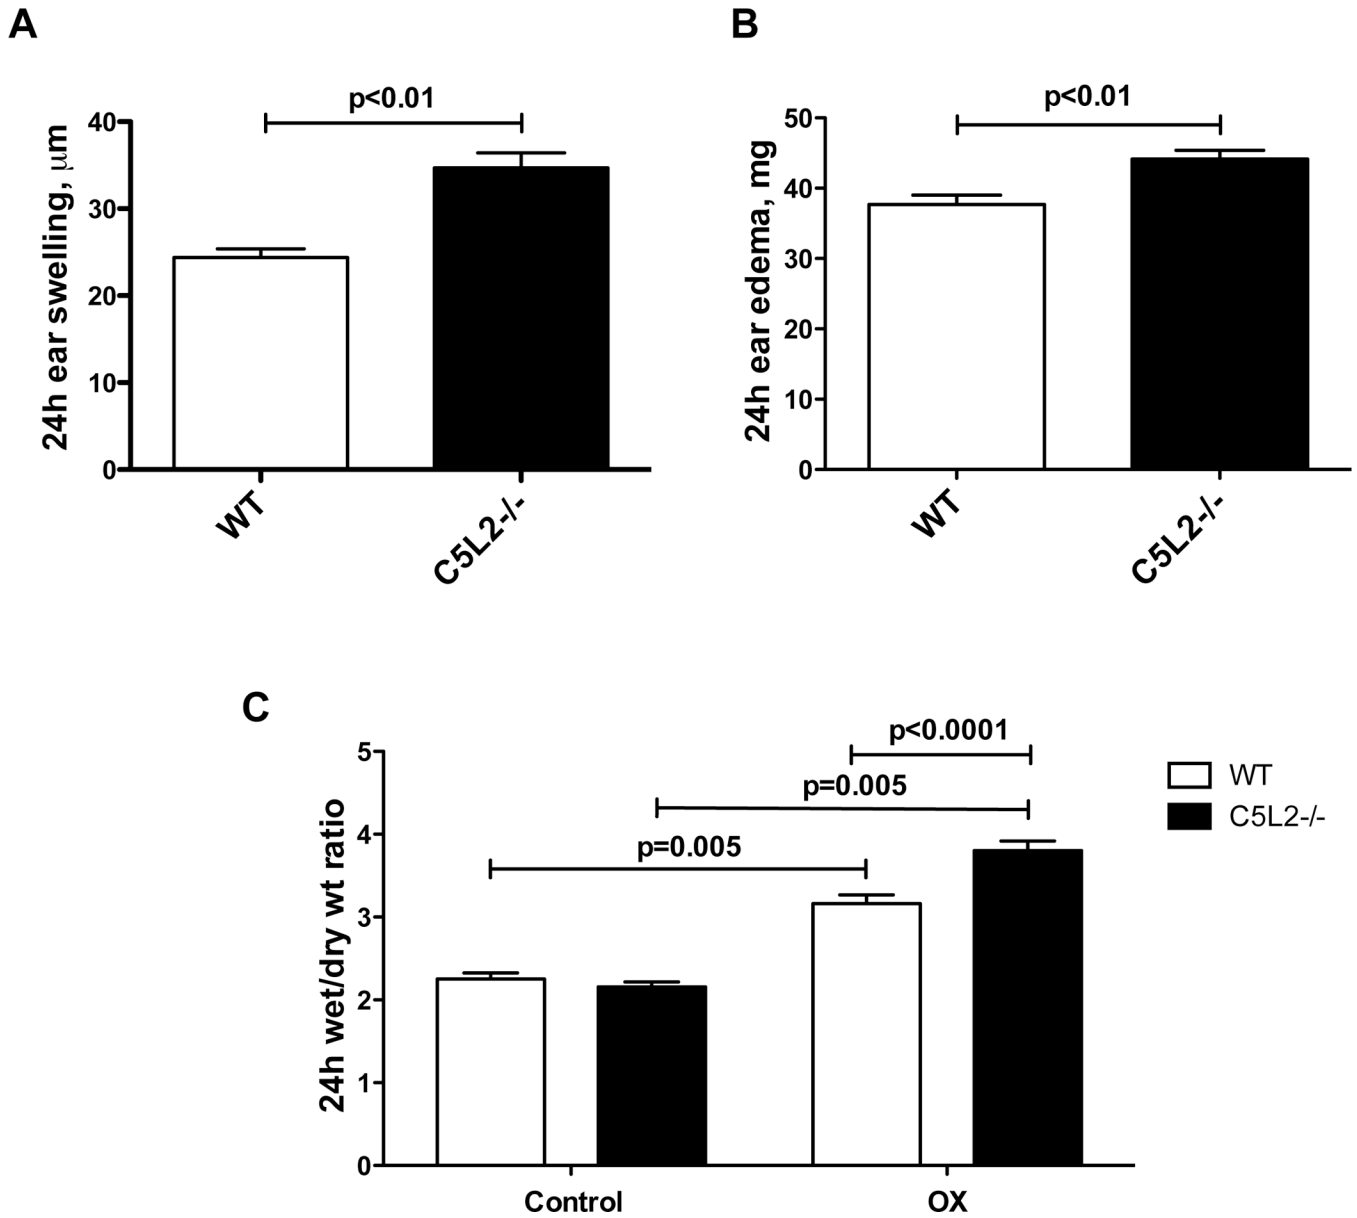 A
p<0.01
24h ear swelling, μm
40
30
20
10
0
WT
C5L2-/-
B
p<0.01
24h ear edema, mg
50
40
30
20
10
0
WT
C5L2-/-
C
p<0.0001
p=0.005
p=0.005
24h wet/dry wt ratio
5
4
3
2
1
0
Control
OX
WT
C5L2-/-